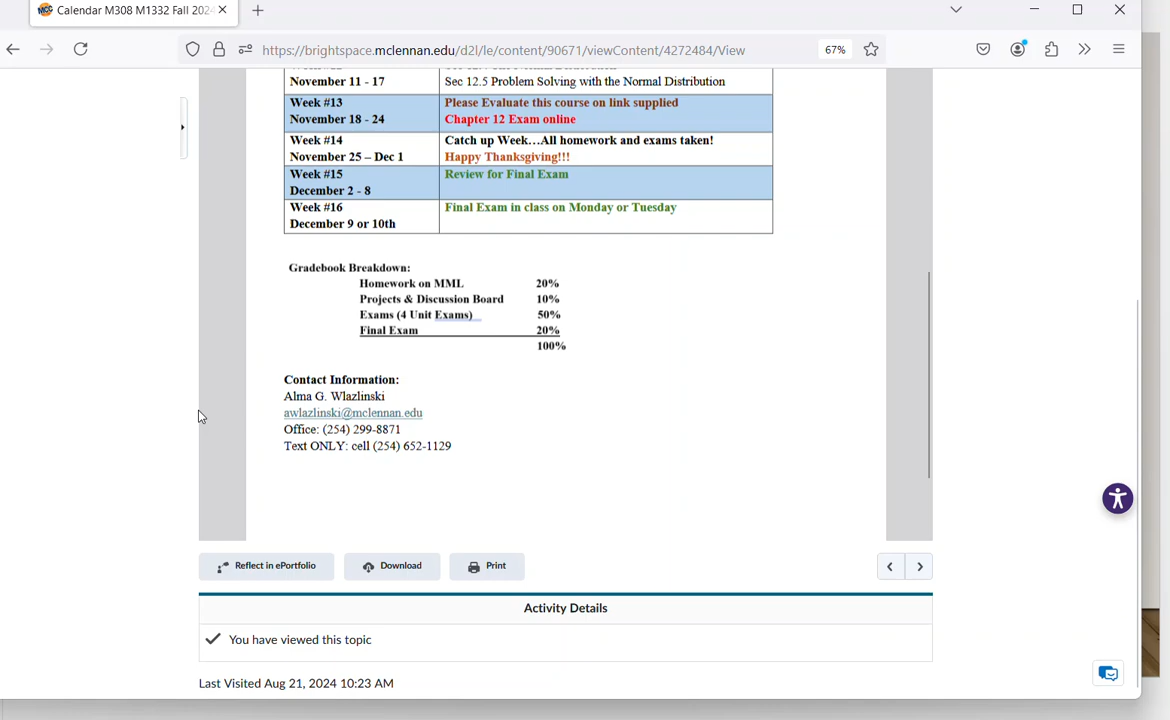 Calendar M308 M1332 Fall 2024
https://brightspace.mclennan.edu/d2l/le/content/90671/viewContent/4272484/View
67%
November 11 - 17
Sec 12.5 Problem Solving with the Normal Distribution
Week #13
Please Evaluate this course on link supplied
November 18 - 24
Chapter 12 Exam online
Week #14
Catch up Week…All homework and exams taken!
November 25 – Dec 1
Happy Thanksgiving!!!
Week #15
Review for Final Exam
December 2 - 8
Week #16
Final Exam in class on Monday or Tuesday
December 9 or 10th
Gradebook Breakdown:
Homework on MML 20%
Projects & Discussion Board 10%
Exams (4 Unit Exams) 50%
Final Exam 20%
100%
Contact Information:
Alma G. Wlazlinski
awlazlinski@mclennan.edu
Office: (254) 299-8871
Text ONLY: cell (254) 652-1129
Reflect in ePortfolio
Download
Print
Activity Details
You have viewed this topic
Last Visited Aug 21, 2024 10:23 AM